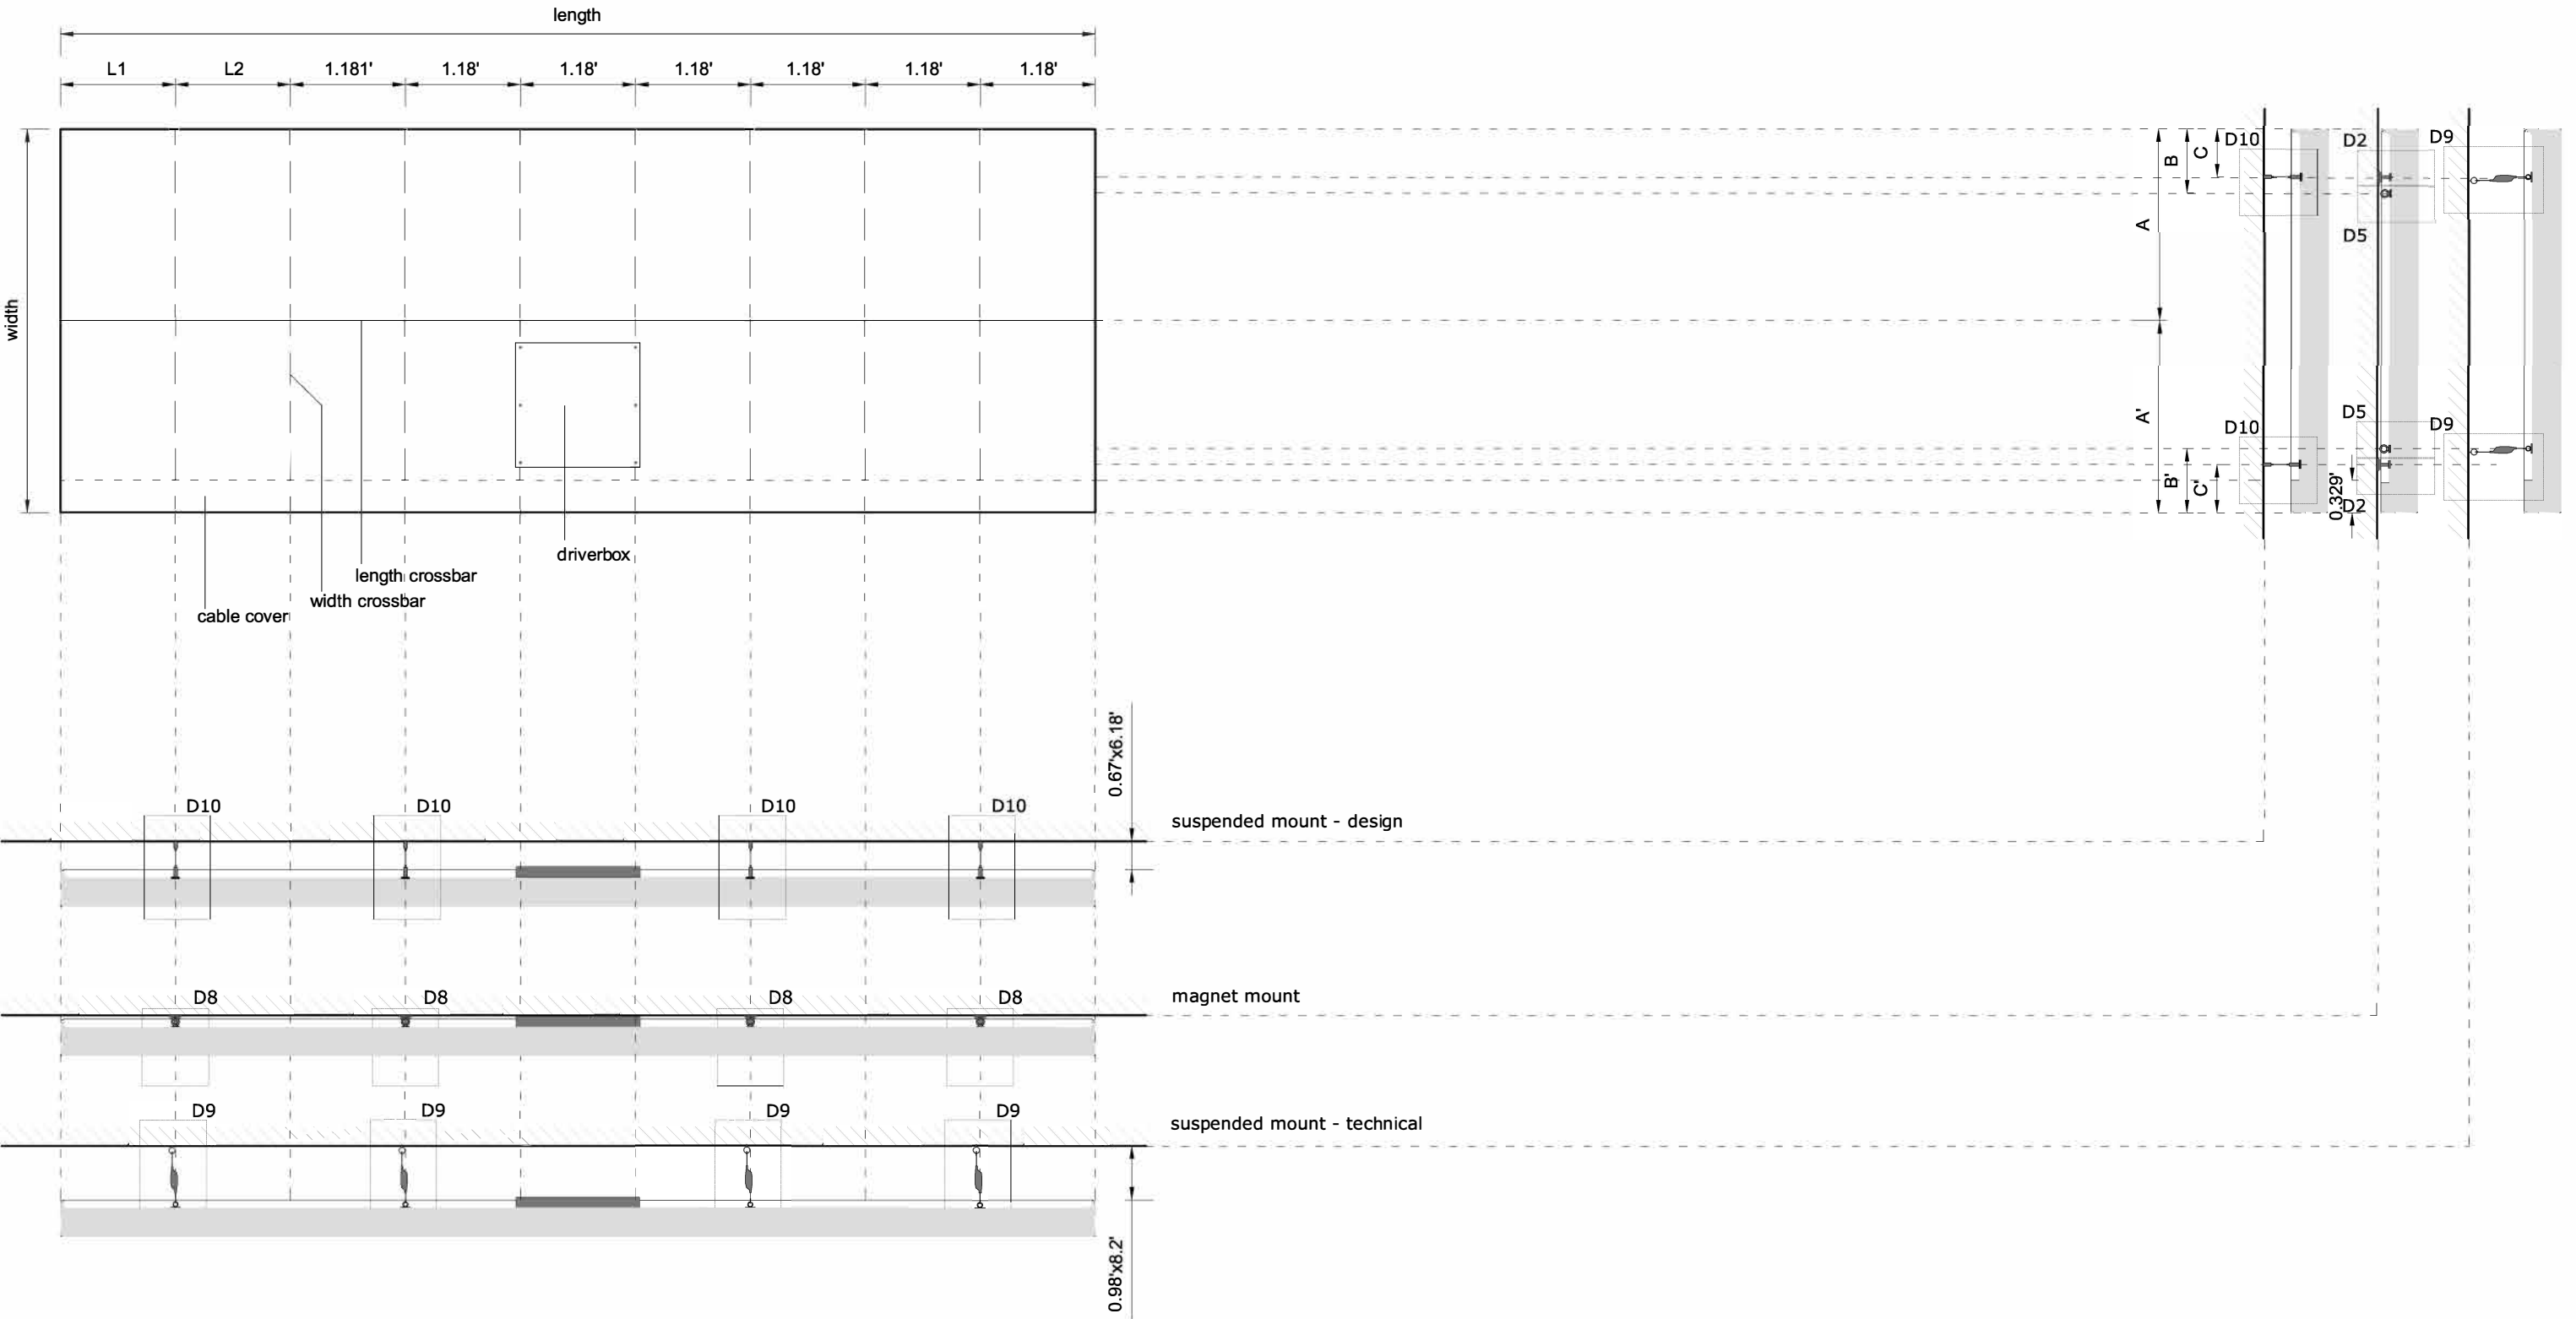 length
L1 L2 1.181' 1.18' 1.18' 1.18' 1.18' 1.18' 1.18'
width
A
B
C
D10
D2
D9
D5
A'
B'
C'
D10
D5
D9
0.329'
D2
driverbox
length crossbar
width crossbar
cable cover
0.67'x6.18'
D10 D10 D10 D10
suspended mount - design
D8 D8 D8 D8
magnet mount
D9 D9 D9 D9
suspended mount - technical
0.98'x8.2'